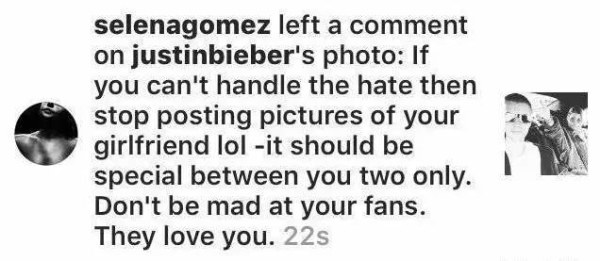 selenagomez left a comment
on justinbieber's photo: If
you can't handle the hate then
stop posting pictures of your
girlfriend lol -it should be
special between you two only.
Don't be mad at your fans.
They love you. 22s